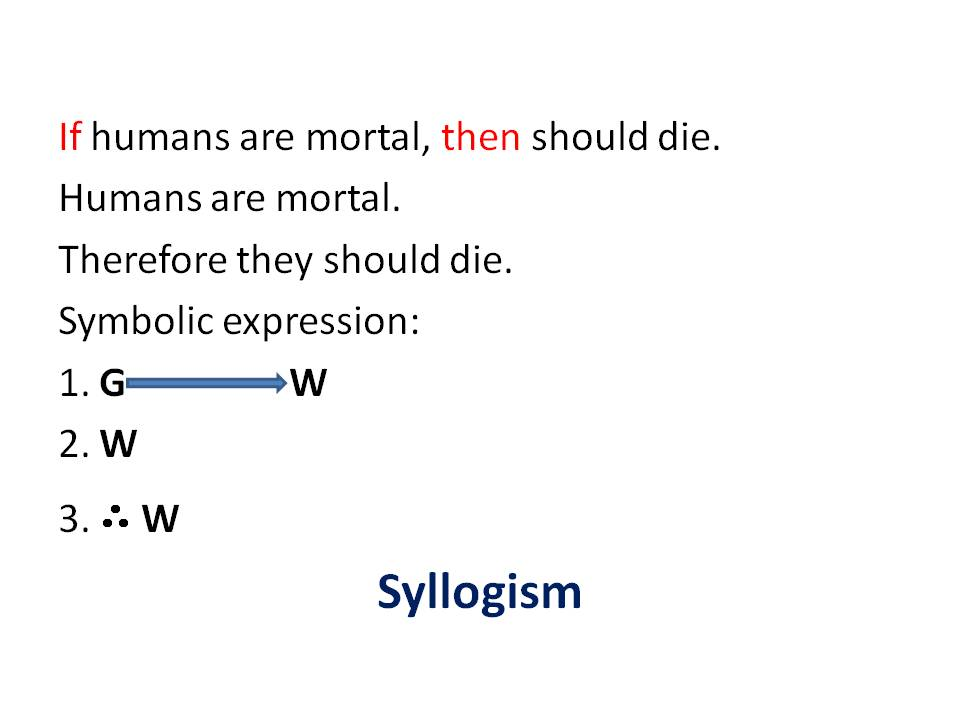 If humans are mortal, then should die.
Humans are mortal.
Therefore they should die.
Symbolic expression:
1. G W
2. W
3. ∴ W
Syllogism